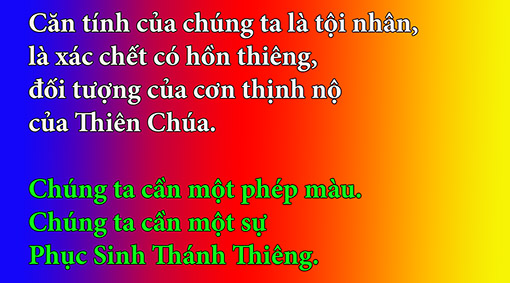 Căn tính của chúng ta là tội nhân,
là xác chết có hồn thiêng,
đối tượng của cơn thịnh nộ
của Thiên Chúa.
Chúng ta cần một phép màu.
Chúng ta cần một sự
Phục Sinh Thánh Thiêng.